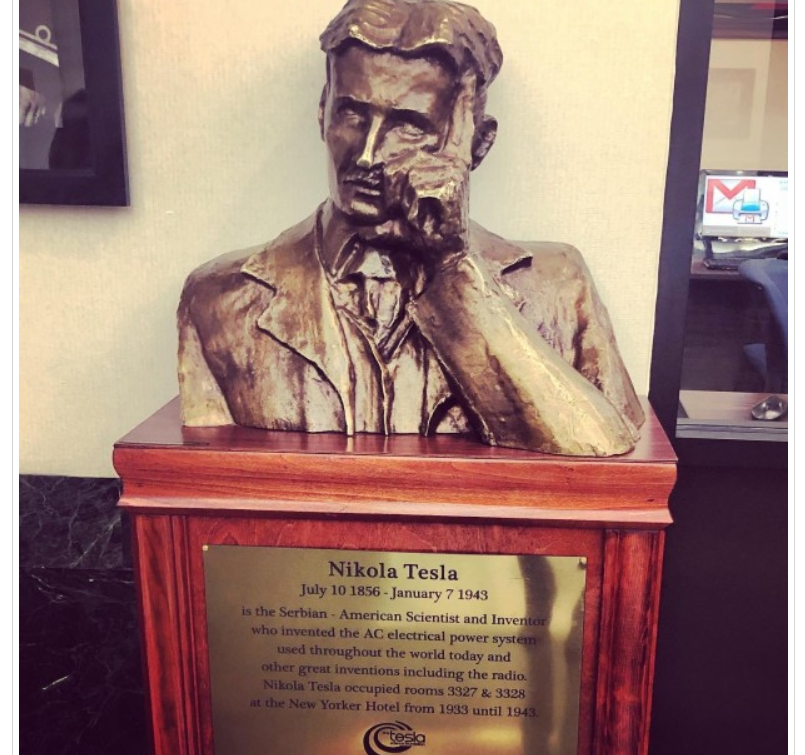 Nikola Tesla
July 10 1856 - January 7 1943
is the Serbian - American Scientist and Inventor
who invented the AC electrical power system
used throughout the world today and
other great inventions including the radio.
Nikola Tesla occupied rooms 3327 & 3328
at the New Yorker Hotel from 1933 until 1943.
tesla